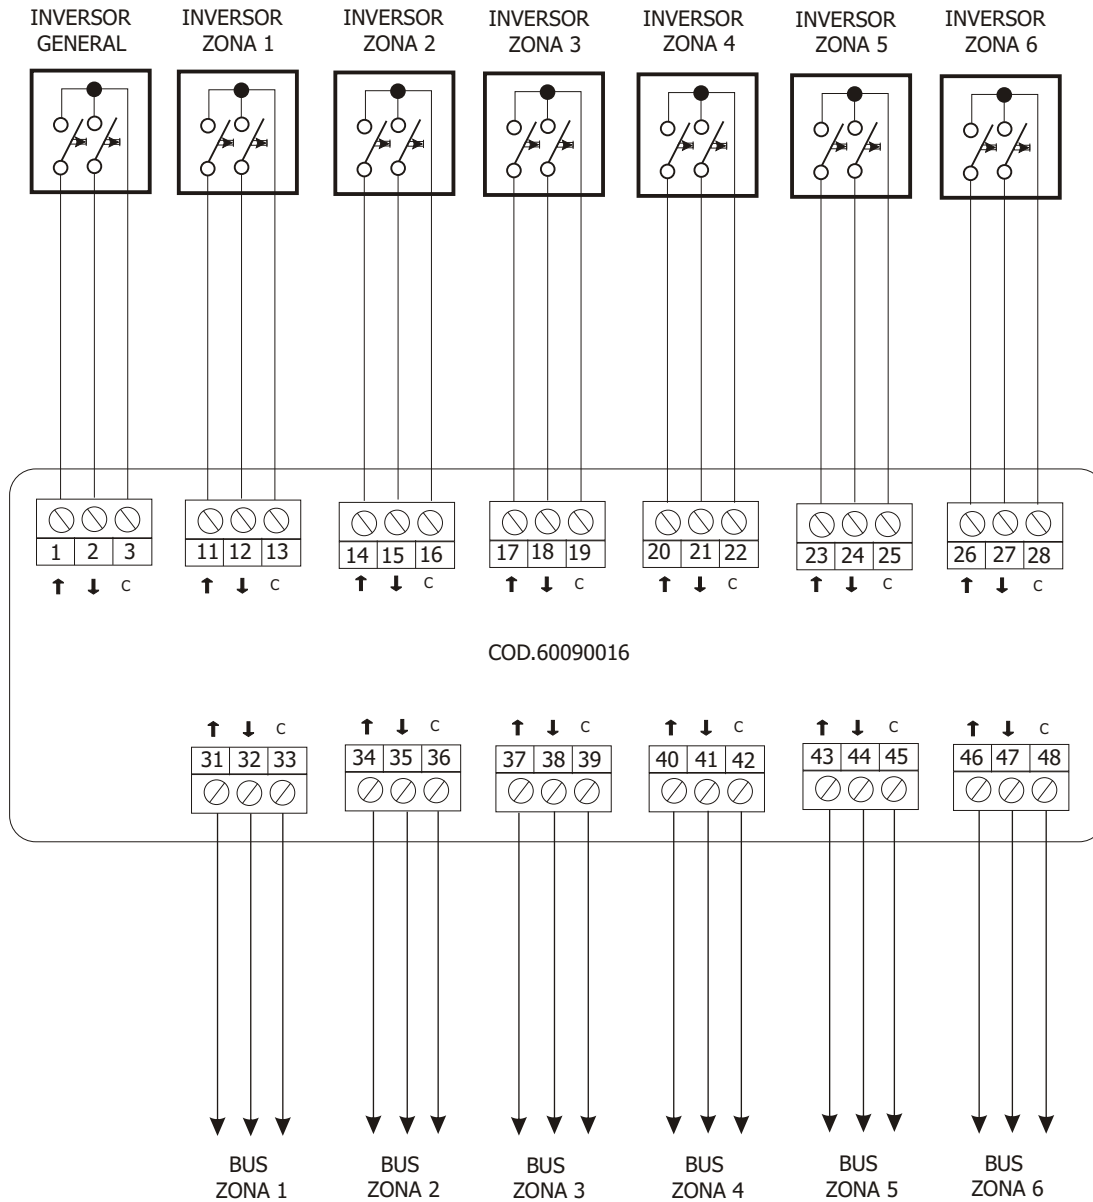 INVERSOR GENERAL
INVERSOR ZONA 1
INVERSOR ZONA 2
INVERSOR ZONA 3
INVERSOR ZONA 4
INVERSOR ZONA 5
INVERSOR ZONA 6
1 2 3
↑ ↓ C
11 12 13
↑ ↓ C
14 15 16
↑ ↓ C
17 18 19
↑ ↓ C
20 21 22
↑ ↓ C
23 24 25
↑ ↓ C
26 27 28
↑ ↓ C
COD.60090016
↑ ↓ C
31 32 33
↑ ↓ C
34 35 36
↑ ↓ C
37 38 39
↑ ↓ C
40 41 42
↑ ↓ C
43 44 45
↑ ↓ C
46 47 48
BUS ZONA 1
BUS ZONA 2
BUS ZONA 3
BUS ZONA 4
BUS ZONA 5
BUS ZONA 6